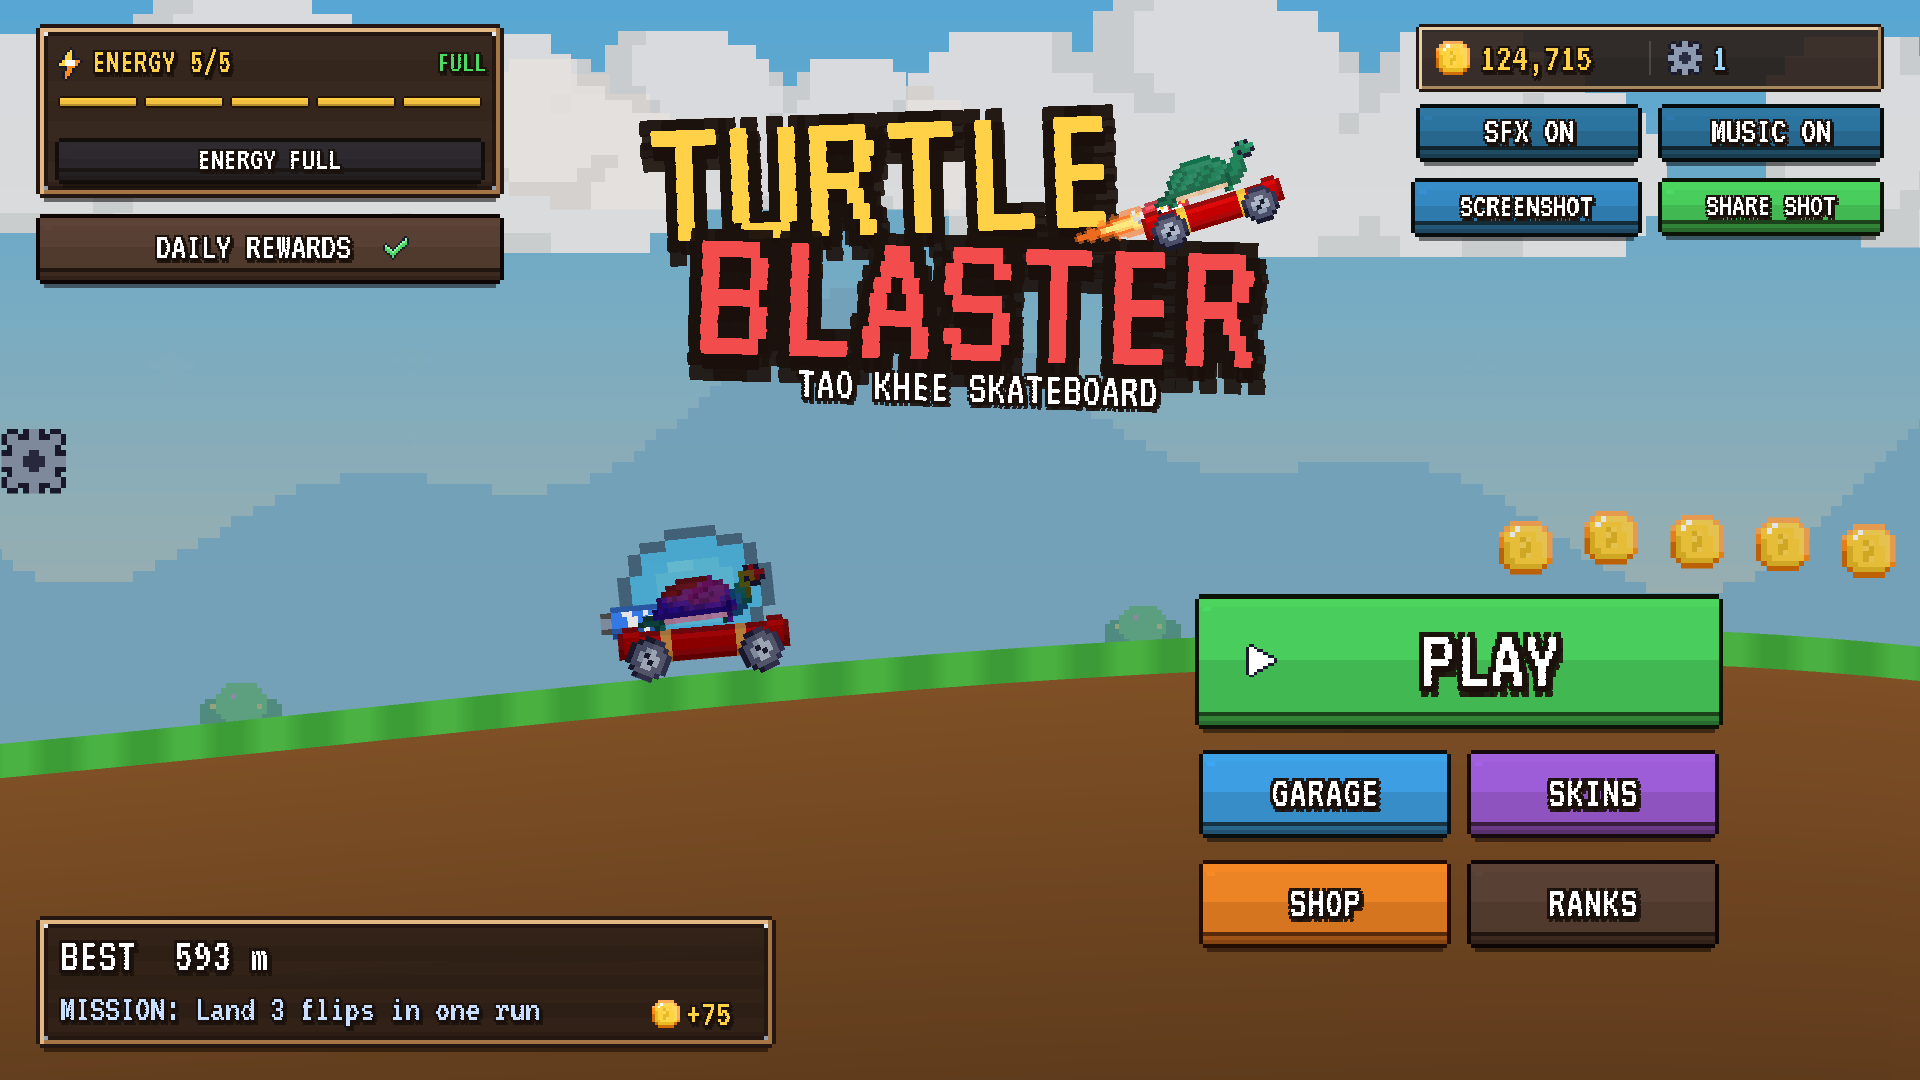 ENERGY 5/5
FULL
ENERGY FULL
DAILY REWARDS
TURTLE
BLASTER
TAO KHEE SKATEBOARD
124,715
1
SFX ON
MUSIC ON
SCREENSHOT
SHARE SHOT
PLAY
GARAGE
SKINS
SHOP
RANKS
BEST 593 m
MISSION: Land 3 flips in one run
+75